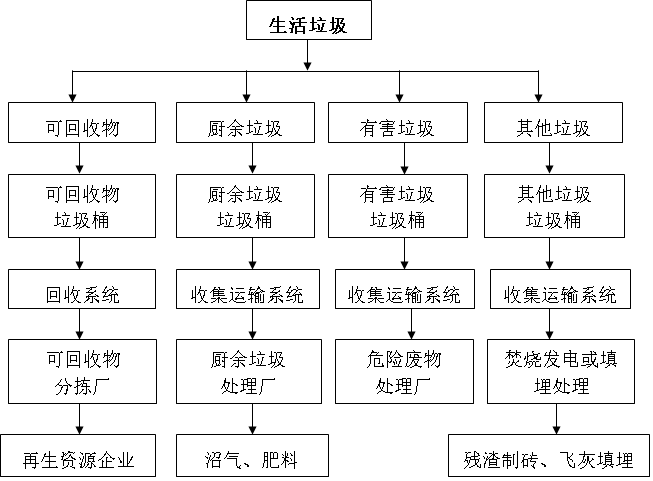 生活垃圾
可回收物
厨余垃圾
有害垃圾
其他垃圾
可回收物
垃圾桶
厨余垃圾
垃圾桶
有害垃圾
垃圾桶
其他垃圾
垃圾桶
回收系统
收集运输系统
收集运输系统
收集运输系统
可回收物
分拣厂
厨余垃圾
处理厂
危险废物
处理厂
焚烧发电或填
埋处理
再生资源企业
沼气、肥料
残渣制砖、飞灰填埋